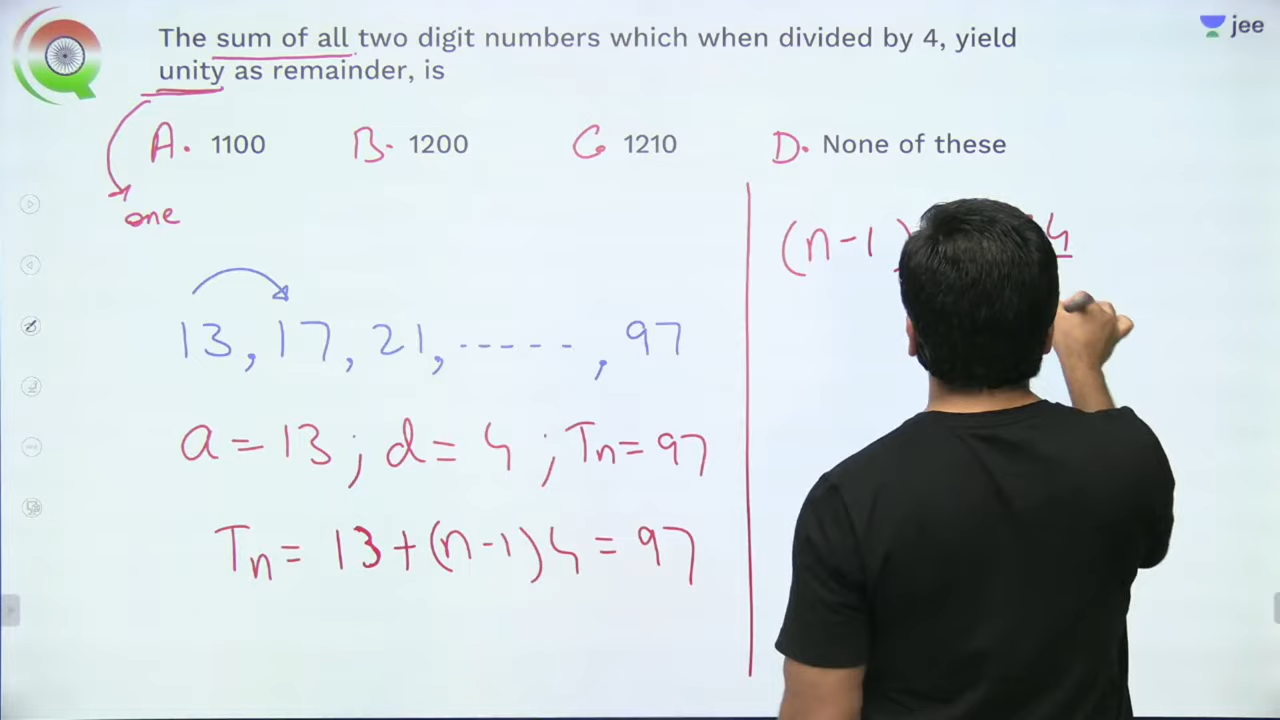 The sum of all two digit numbers which when divided by 4, yield
unity as remainder, is
A. 1100 B. 1200 C 1210 D. None of these
one
13, 17, 21, -----, 97
a = 13 ; d = 4 ; Tn = 97
Tn = 13 + (n-1) 4 = 97
(n-1) 4
jee